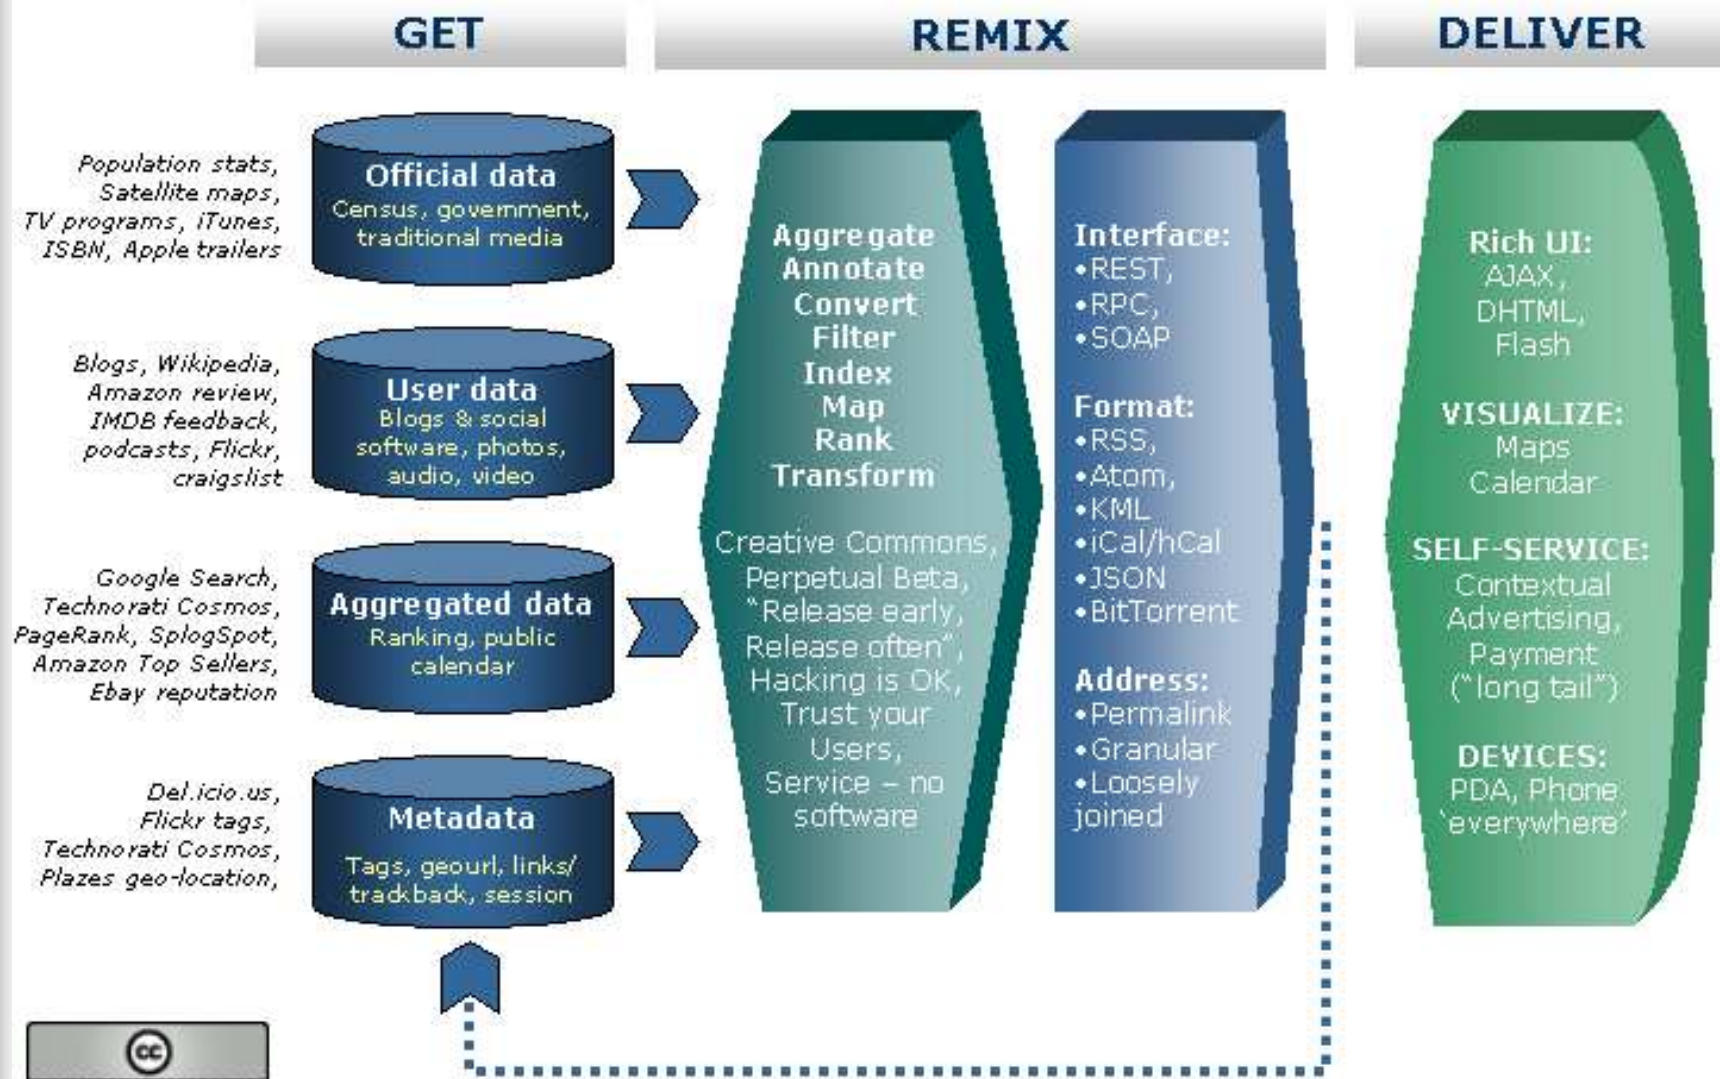 GET
REMIX
DELIVER
Population stats,
Satellite maps,
TV programs, iTunes,
ISBN, Apple trailers
Official data
Census, government,
traditional media
Blogs, Wikipedia,
Amazon review,
IMDB feedback,
podcasts, Flickr,
craigslist
User data
Blogs & social
software, photos,
audio, video
Google Search,
Technorati Cosmos,
PageRank, SplogSpot,
Amazon Top Sellers,
Ebay reputation
Aggregated data
Ranking, public
calendar
Del.icio.us,
Flickr tags,
Technorati Cosmos,
Plazes geo-location,
Metadata
Tags, geourl, links/
trackback, session
Aggregate
Annotate
Convert
Filter
Index
Map
Rank
Transform
Creative Commons,
Perpetual Beta,
"Release early,
Release often",
Hacking is OK,
Trust your
Users,
Service – no
software
Interface:
•REST,
•RPC,
•SOAP
Format:
•RSS,
•Atom,
•KML
•iCal/hCal
•JSON
•BitTorrent
Address:
•Permalink
•Granular
•Loosely
joined
Rich UI:
AJAX,
DHTML,
Flash
VISUALIZE:
Maps
Calendar
SELF-SERVICE:
Contextual
Advertising,
Payment
("long tail")
DEVICES:
PDA, Phone
'everywhere'
cc